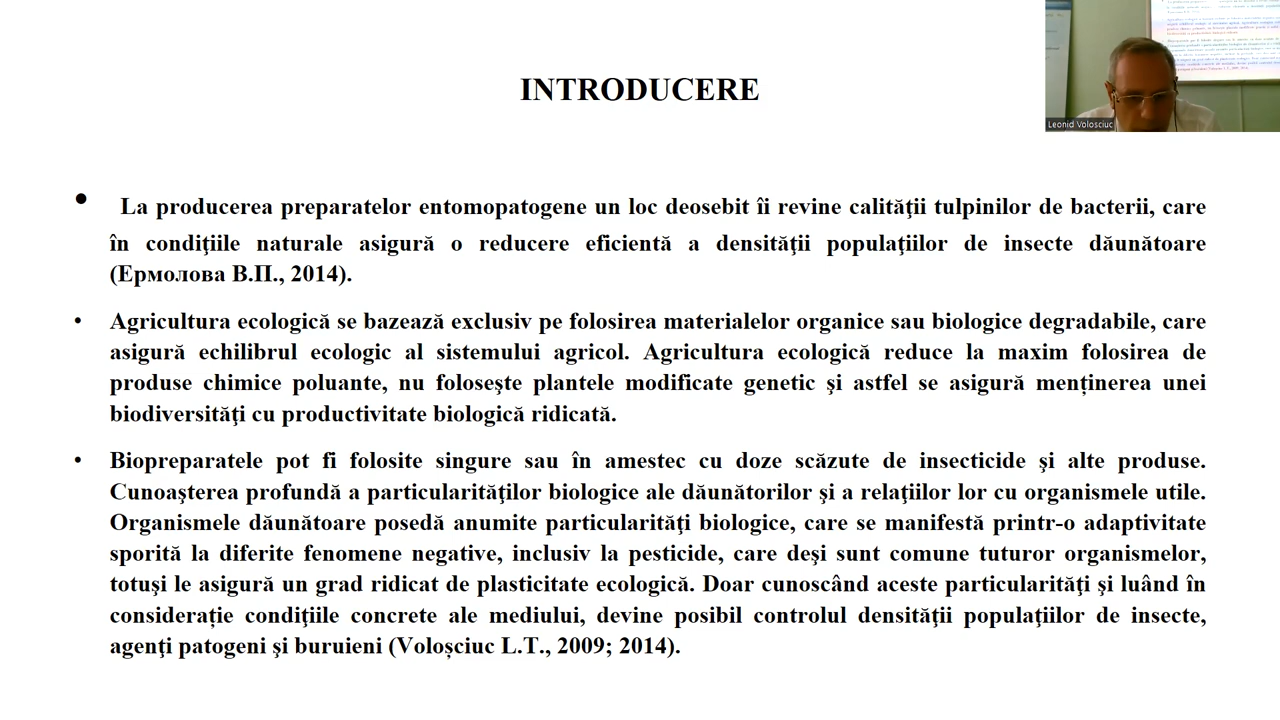 INTRODUCERE
Leonid Volosciuc
• La producerea preparatelor entomopatogene un loc deosebit îi revine calităţii tulpinilor de bacterii, care
în condiţiile naturale asigură o reducere eficientă a densităţii populaţiilor de insecte dăunătoare
(Ермолова В.П., 2014).
• Agricultura ecologică se bazează exclusiv pe folosirea materialelor organice sau biologice degradabile, care
asigură echilibrul ecologic al sistemului agricol. Agricultura ecologică reduce la maxim folosirea de
produse chimice poluante, nu foloseşte plantele modificate genetic şi astfel se asigură menținerea unei
biodiversităţi cu productivitate biologică ridicată.
• Biopreparatele pot fi folosite singure sau în amestec cu doze scăzute de insecticide şi alte produse.
Cunoaşterea profundă a particularităţilor biologice ale dăunătorilor şi a relaţiilor lor cu organismele utile.
Organismele dăunătoare posedă anumite particularităţi biologice, care se manifestă printr-o adaptivitate
sporită la diferite fenomene negative, inclusiv la pesticide, care deşi sunt comune tuturor organismelor,
totuşi le asigură un grad ridicat de plasticitate ecologică. Doar cunoscând aceste particularităţi şi luând în
considerație condiţiile concrete ale mediului, devine posibil controlul densităţii populaţiilor de insecte,
agenţi patogeni şi buruieni (Voloșciuc L.T., 2009; 2014).